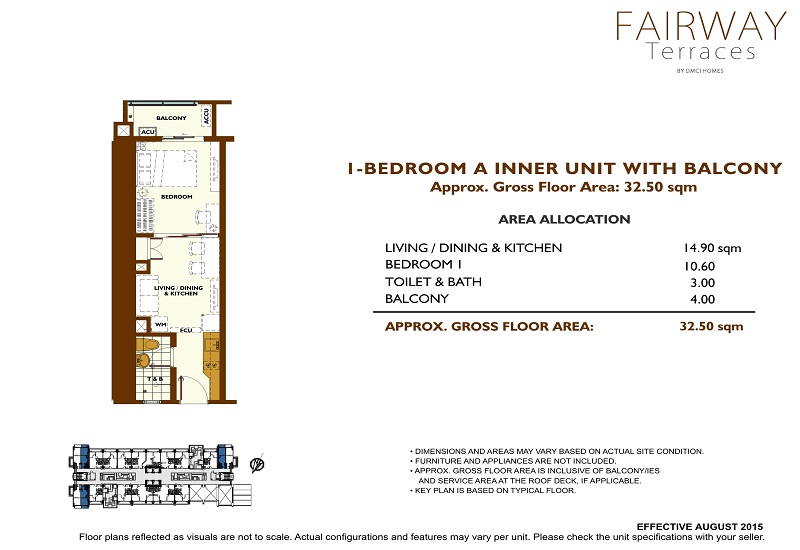 FAIRWAY
Terraces
BY DMCI HOMES
BALCONY
ACCU
ACU
BEDROOM
LIVING / DINING
& KITCHEN
WM
FCU
T & B
1-BEDROOM A INNER UNIT WITH BALCONY
Approx. Gross Floor Area: 32.50 sqm
AREA ALLOCATION
LIVING / DINING & KITCHEN 14.90 sqm
BEDROOM 1 10.60
TOILET & BATH 3.00
BALCONY 4.00
APPROX. GROSS FLOOR AREA: 32.50 sqm
• DIMENSIONS AND AREAS MAY VARY BASED ON ACTUAL SITE CONDITION.
• FURNITURE AND APPLIANCES ARE NOT INCLUDED.
• APPROX. GROSS FLOOR AREA IS INCLUSIVE OF BALCONY/IES
AND SERVICE AREA AT THE ROOF DECK, IF APPLICABLE.
• KEY PLAN IS BASED ON TYPICAL FLOOR.
EFFECTIVE AUGUST 2015
Floor plans reflected as visuals are not to scale. Actual configurations and features may vary per unit. Please check the unit specifications with your seller.